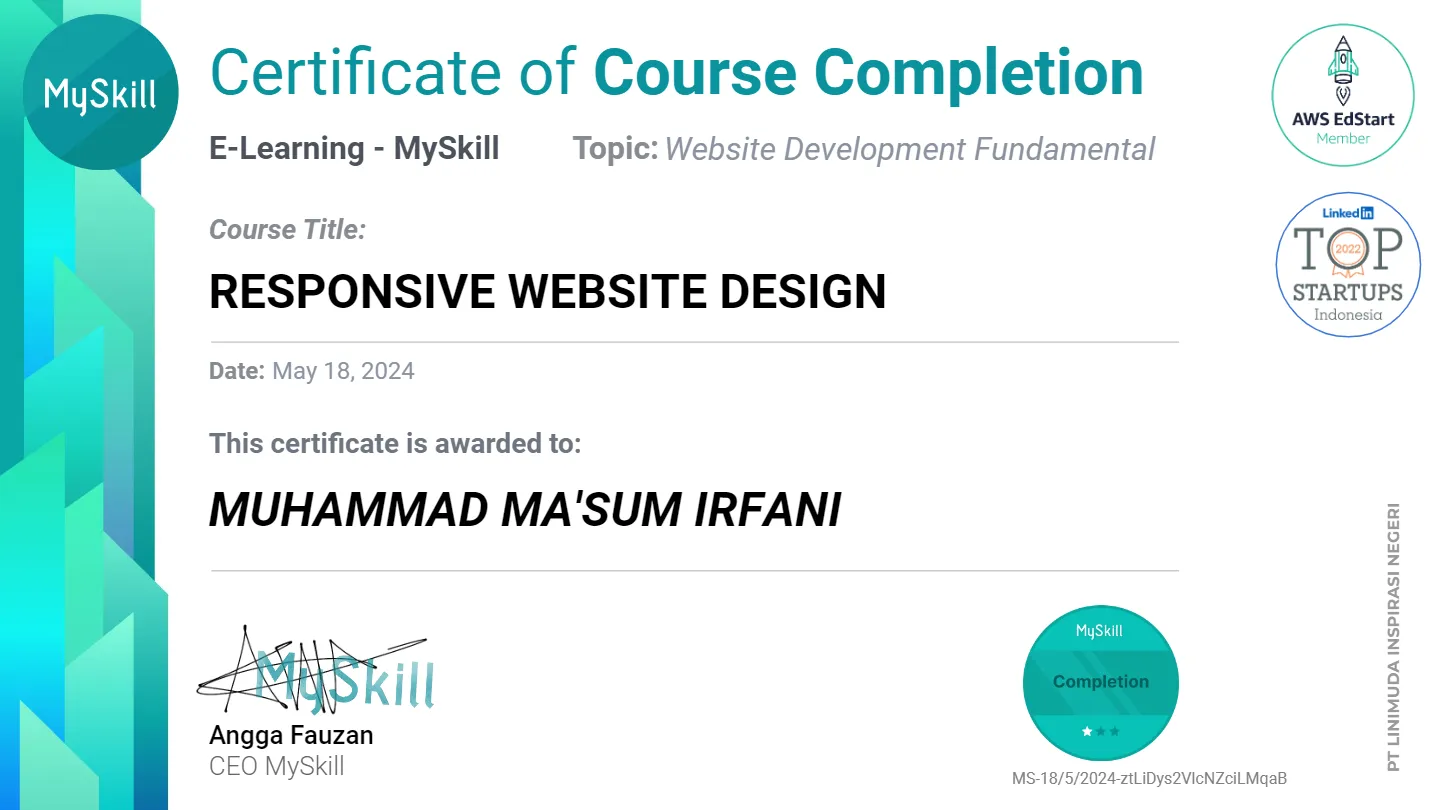 MySkill
Certificate of Course Completion
E-Learning - MySkill
Topic: Website Development Fundamental
AWS EdStart
Member
Course Title:
RESPONSIVE WEBSITE DESIGN
LinkedIn
TOP
2022
STARTUPS
Indonesia
Date: May 18, 2024
This certificate is awarded to:
MUHAMMAD MA'SUM IRFANI
MySkill
Angga Fauzan
CEO MySkill
MySkill
Completion
MS-18/5/2024-ztLiDys2VIcNZciLMqaB
PT LINIMUDA INSPIRASI NEGERI